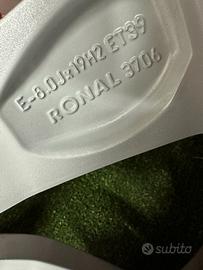 E-8.0Jx19H2 ET39
RONAL 3706
subito